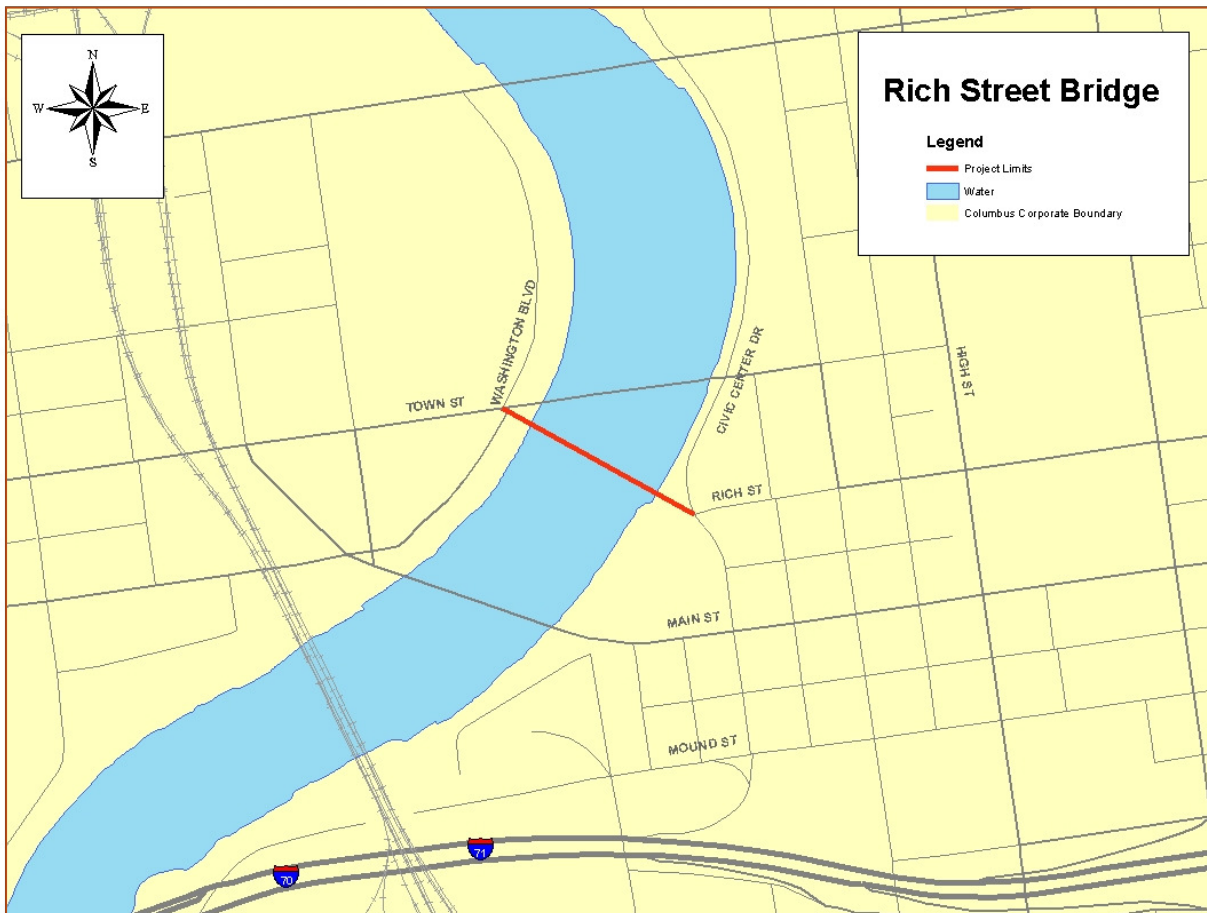 N
W E
S
Rich Street Bridge
Legend
Project Limits
Water
Columbus Corporate Boundary
WASHINGTON BLVD
TOWN ST
CIVIC CENTER DR
HIGH ST
RICH ST
MAIN ST
MOUND ST
71
70